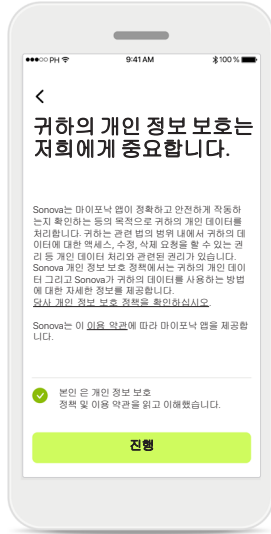 PH 9:41 AM 100 %
귀하의 개인 정보 보호는
저희에게 중요합니다.
Sonova는 마이포낙 앱이 정확하고 안전하게 작동하
는지 확인하는 등의 목적으로 귀하의 개인 데이터를
처리합니다. 귀하는 관련 법의 범위 내에서 귀하의 데
이터에 대한 액세스, 수정, 삭제 요청을 할 수 있는 권
리 등 개인 데이터 처리와 관련된 권리가 있습니다.
Sonova 개인 정보 보호 정책에서는 귀하의 개인 데이
터 그리고 Sonova가 귀하의 데이터를 사용하는 방법
에 대한 자세한 정보를 제공합니다.
당사 개인 정보 보호 정책을 확인하십시오.
Sonova는 이 이용 약관에 따라 마이포낙 앱을 제공합
니다.
본인 은 개인 정보 보호
정책 및 이용 약관을 읽고 이해했습니다.
진행